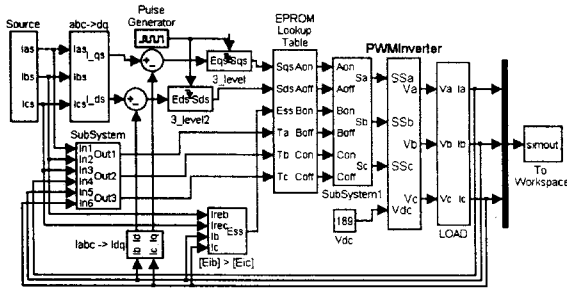 Source
abc->dq
Pulse
Generator
EPROM
Lookup
Table
PWMInverter
Ias
Ibs
Ics
Ias
Ibs
Ics
I_qs
I_ds
Eqs Sqs
3_level
Eds Sds
3_level2
Sqs
Sds
Ess
Ta
Tb
Tc
Aon
Aoff
Bon
Boff
Con
Coff
Aon
Aoff
Bon
Boff
Con
Coff
Sa
Sb
Sc
SubSystem1
SSa
SSb
SSc
Vdc
Va
Vb
Vc
Va
Vb
Vc
Ia
Ib
Ic
LOAD
simout
To
Workspace
SubSystem
In1
In2
In3
In4
In5
In6
Out1
Out2
Out3
Iabc -> Idq
Ireb
Irec
Ib
Ic
Ess
[Eib] > [Eic]
189
Vdc